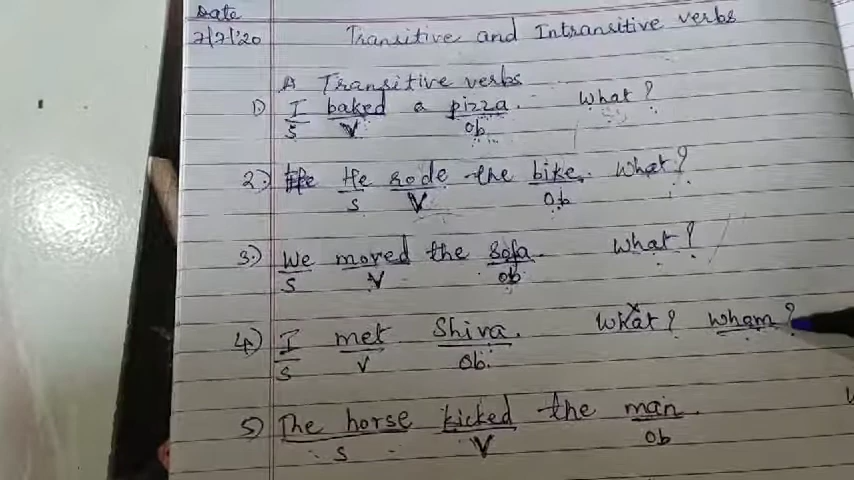 Date
7/7/'20 Transitive and Intransitive verbs
A Transitive verbs
1) I baked a pizza. What?
S V Ob
2.) He He rode the bike. What?
S V Ob
3.) We moved the sofa. What?
S V Ob
4.) I met Shiva. What? Whom?
S V Ob.
5) The horse kicked the man.
S V Ob